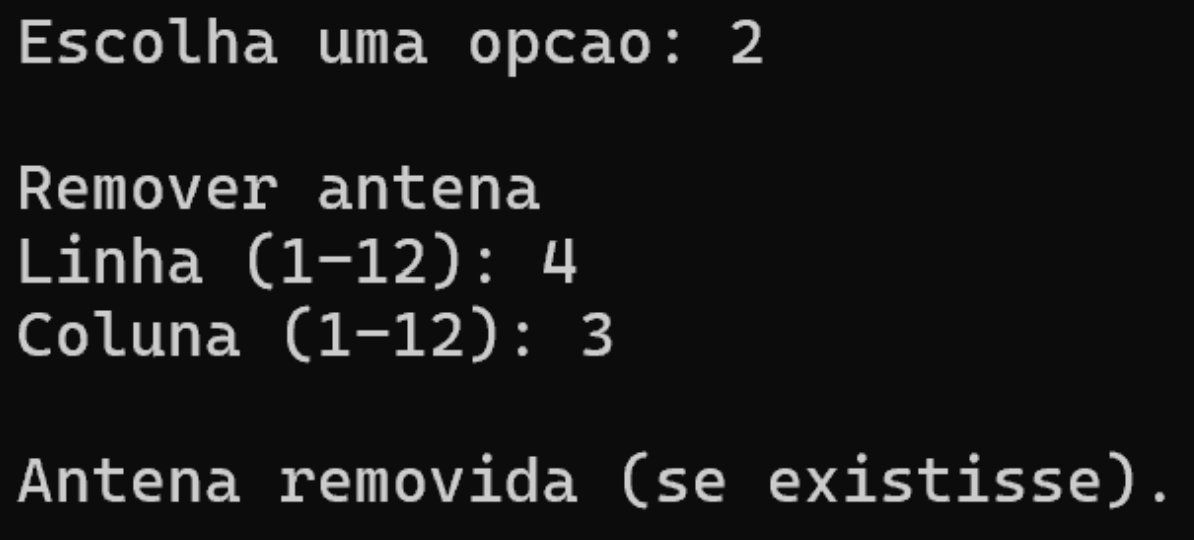 Escolha uma opcao: 2
Remover antena
Linha (1-12): 4
Coluna (1-12): 3
Antena removida (se existisse).